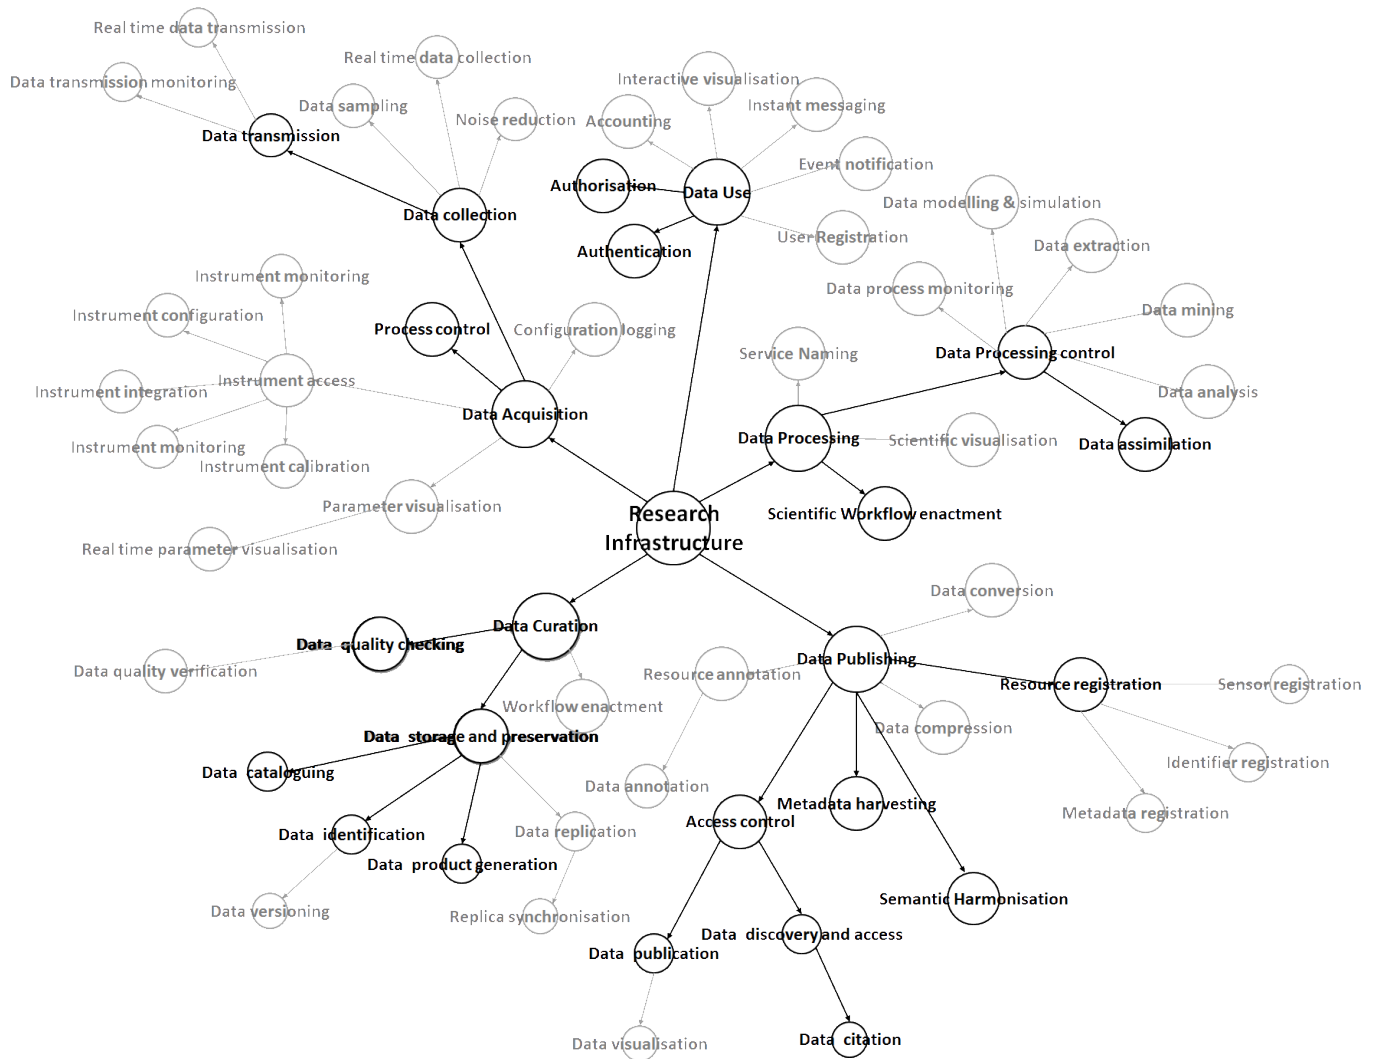 Real time data transmission
Real time data collection
Data transmission monitoring
Interactive visualisation
Data sampling
Instant messaging
Noise reduction
Accounting
Data transmission
Event notification
Authorisation
Data Use
Data modelling & simulation
Data collection
User Registration
Data extraction
Authentication
Instrument monitoring
Data process monitoring
Data mining
Instrument configuration
Process control
Configuration logging
Service Naming
Data Processing control
Instrument access
Instrument integration
Data analysis
Data Acquisition
Data Processing
Scientific visualisation
Data assimilation
Instrument monitoring
Instrument calibration
Parameter visualisation
Research
Infrastructure
Scientific Workflow enactment
Real time parameter visualisation
Data conversion
Data Curation
Data quality checking
Data Publishing
Data quality verification
Resource annotation
Resource registration
Sensor registration
Workflow enactment
Data compression
Data storage and preservation
Identifier registration
Data cataloguing
Data annotation
Metadata harvesting
Metadata registration
Access control
Data identification
Data replication
Data product generation
Semantic Harmonisation
Data versioning
Replica synchronisation
Data discovery and access
Data publication
Data visualisation
Data citation